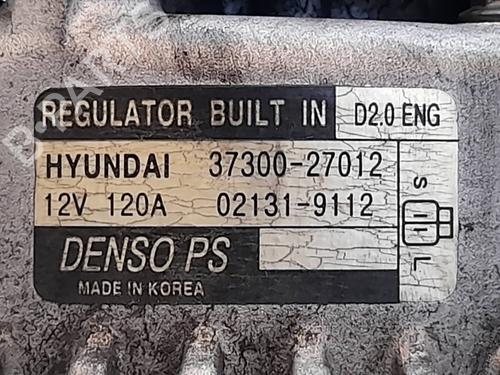 REGULATOR BUILT IN D2.0 ENG
HYUNDAI 37300-27012
12V 120A 02131-9112
S
L
DENSO PS
MADE IN KOREA